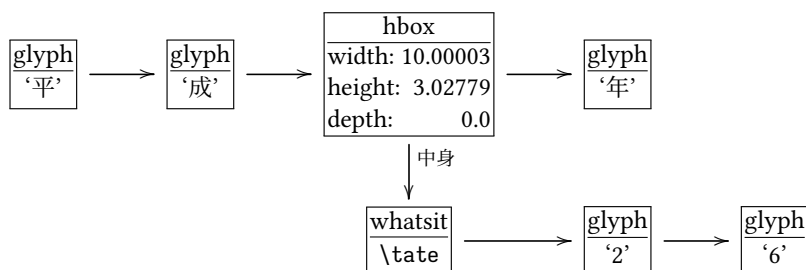 glyph
‘平’
glyph
‘成’
hbox
width: 10.00003
height: 3.02779
depth: 0.0
glyph
‘年’
中身
whatsit
\tate
glyph
‘2’
glyph
‘6’